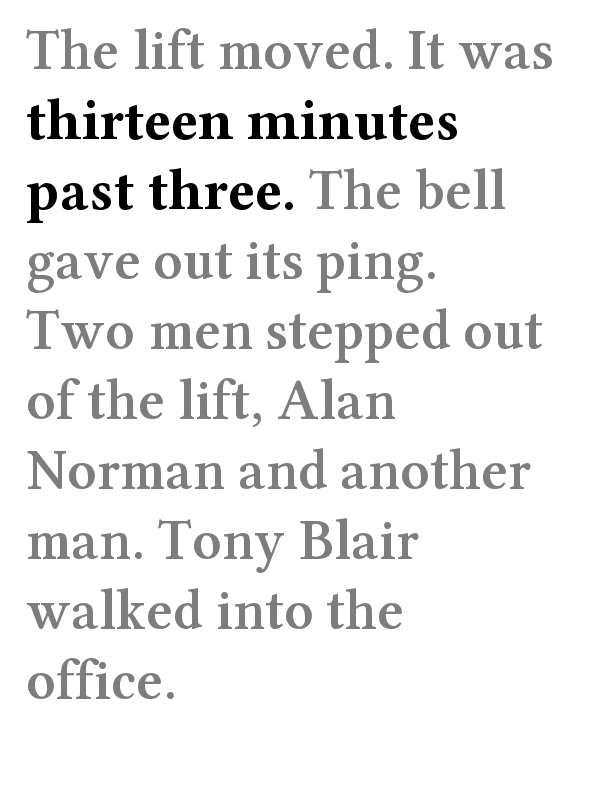 The lift moved. It was
thirteen minutes
past three. The bell
gave out its ping.
Two men stepped out
of the lift, Alan
Norman and another
man. Tony Blair
walked into the
office.